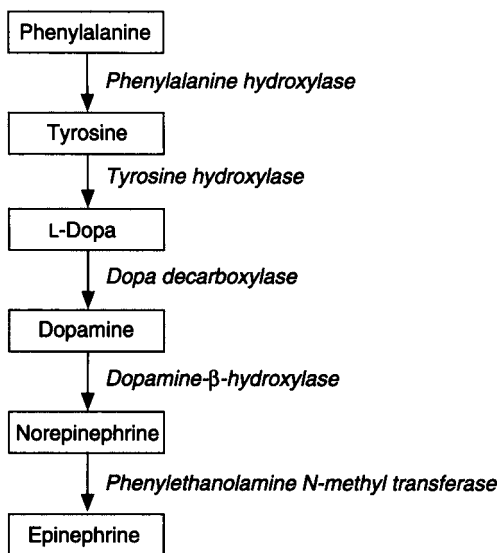 Phenylalanine
Phenylalanine hydroxylase
Tyrosine
Tyrosine hydroxylase
L-Dopa
Dopa decarboxylase
Dopamine
Dopamine-β-hydroxylase
Norepinephrine
Phenylethanolamine N-methyl transferase
Epinephrine